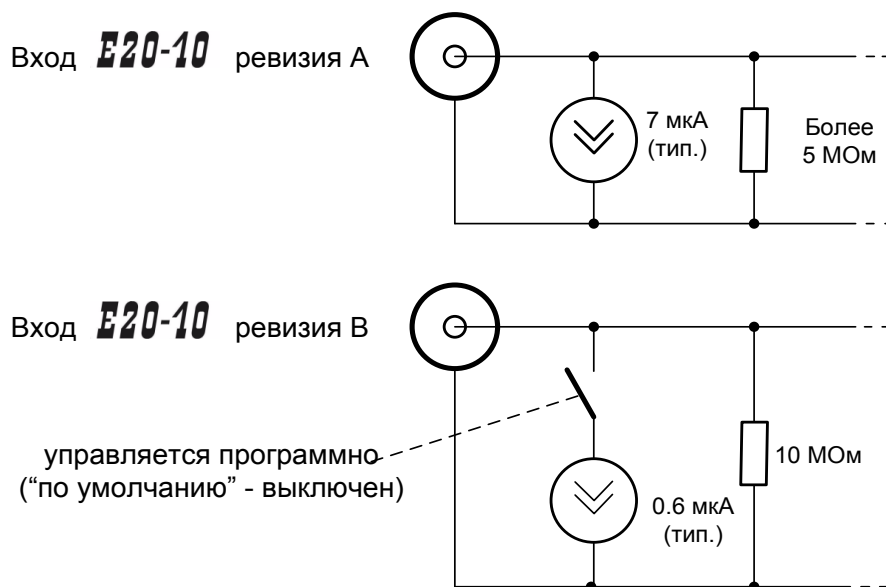 Вход E20-10 ревизия А
7 мкА
(тип.)
Более
5 МОм
Вход E20-10 ревизия В
управляется программно
(“по умолчанию” - выключен)
0.6 мкА
(тип.)
10 МОм